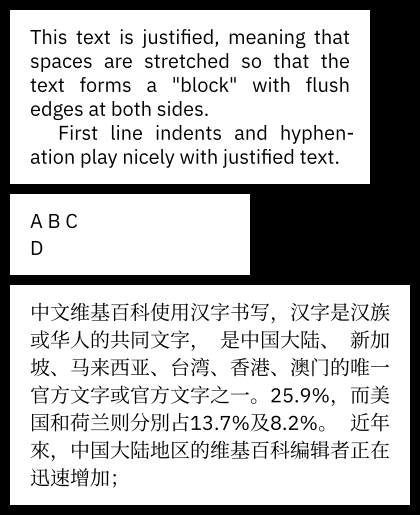 This text is justified, meaning that
spaces are stretched so that the
text forms a "block" with flush
edges at both sides.
First line indents and hyphen-
ation play nicely with justified text.
A B C
D
中文维基百科使用汉字书写，汉字是汉族
或华人的共同文字， 是中国大陆、 新加
坡、马来西亚、台湾、香港、澳门的唯一
官方文字或官方文字之一。25.9%，而美
国和荷兰则分別占13.7%及8.2%。 近年
來，中国大陆地区的维基百科编辑者正在
迅速增加；